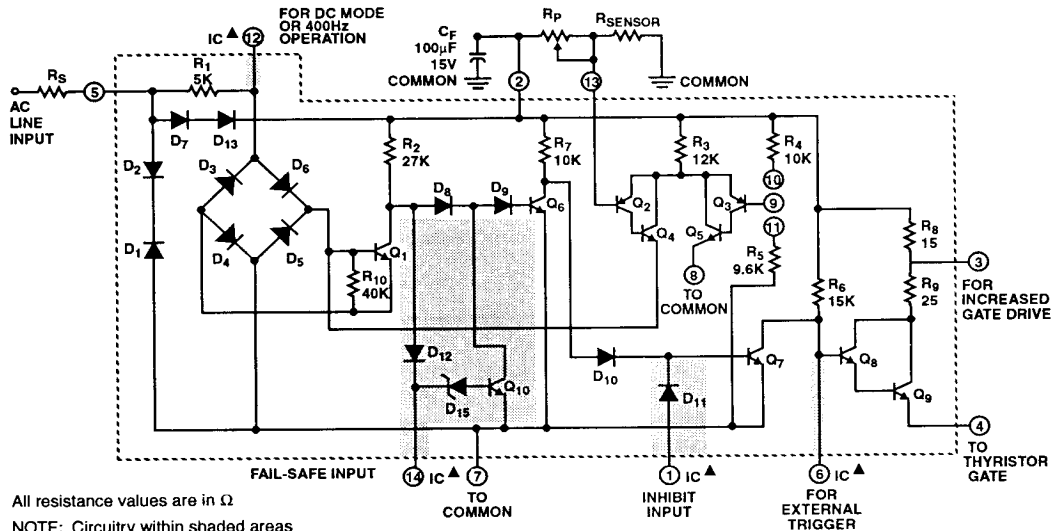 FOR DC MODE
OR 400Hz
OPERATION
IC ▲ 12
CF
100μF
15V
COMMON
RP
RSENSOR
COMMON
2
13
RS
5
AC
LINE
INPUT
R1
5K
D7
D13
D2
D1
D3
D6
D4
D5
R2
27K
Q1
R10
40K
D8
D9
D12
D15
Q10
R7
10K
Q6
R3
12K
Q2
Q4
Q5
Q3
8
TO
COMMON
R4
10K
10
9
11
R5
9.6K
D10
D11
Q7
R6
15K
Q8
Q9
R8
15
R9
25
3
FOR
INCREASED
GATE DRIVE
4
TO
THYRISTOR
GATE
FAIL-SAFE INPUT
14 IC ▲
7
TO
COMMON
1 IC ▲
INHIBIT
INPUT
6 IC ▲
FOR
EXTERNAL
TRIGGER
All resistance values are in Ω
NOTE: Circuitry within shaded areas